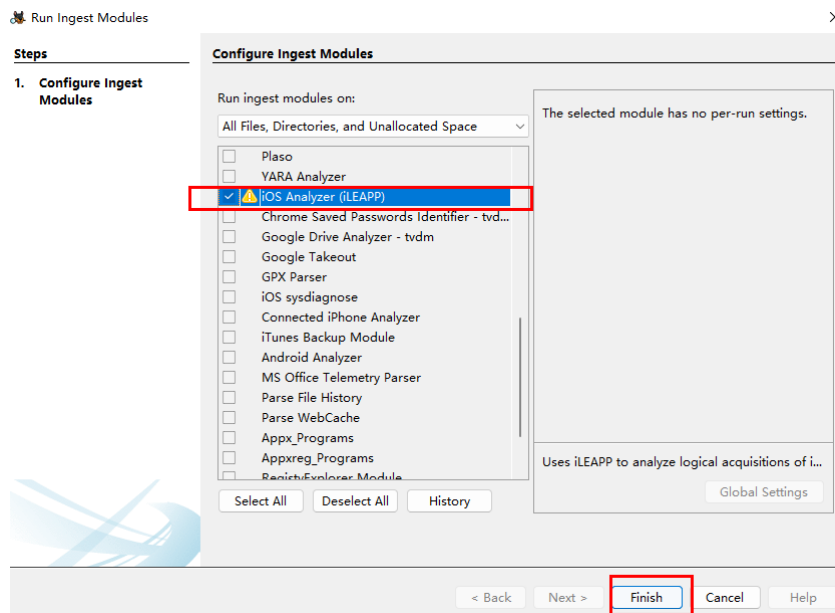 Run Ingest Modules
Steps
1. Configure Ingest
Modules
Configure Ingest Modules
Run ingest modules on:
All Files, Directories, and Unallocated Space
Plaso
YARA Analyzer
iOS Analyzer (iLEAPP)
Chrome Saved Passwords Identifier - tvd...
Google Drive Analyzer - tvdm
Google Takeout
GPX Parser
iOS sysdiagnose
Connected iPhone Analyzer
iTunes Backup Module
Android Analyzer
MS Office Telemetry Parser
Parse File History
Parse WebCache
Appx_Programs
Appxreg_Programs
RegistyExplorer Module
Select All
Deselect All
History
The selected module has no per-run settings.
Uses iLEAPP to analyze logical acquisitions of i...
Global Settings
< Back
Next >
Finish
Cancel
Help